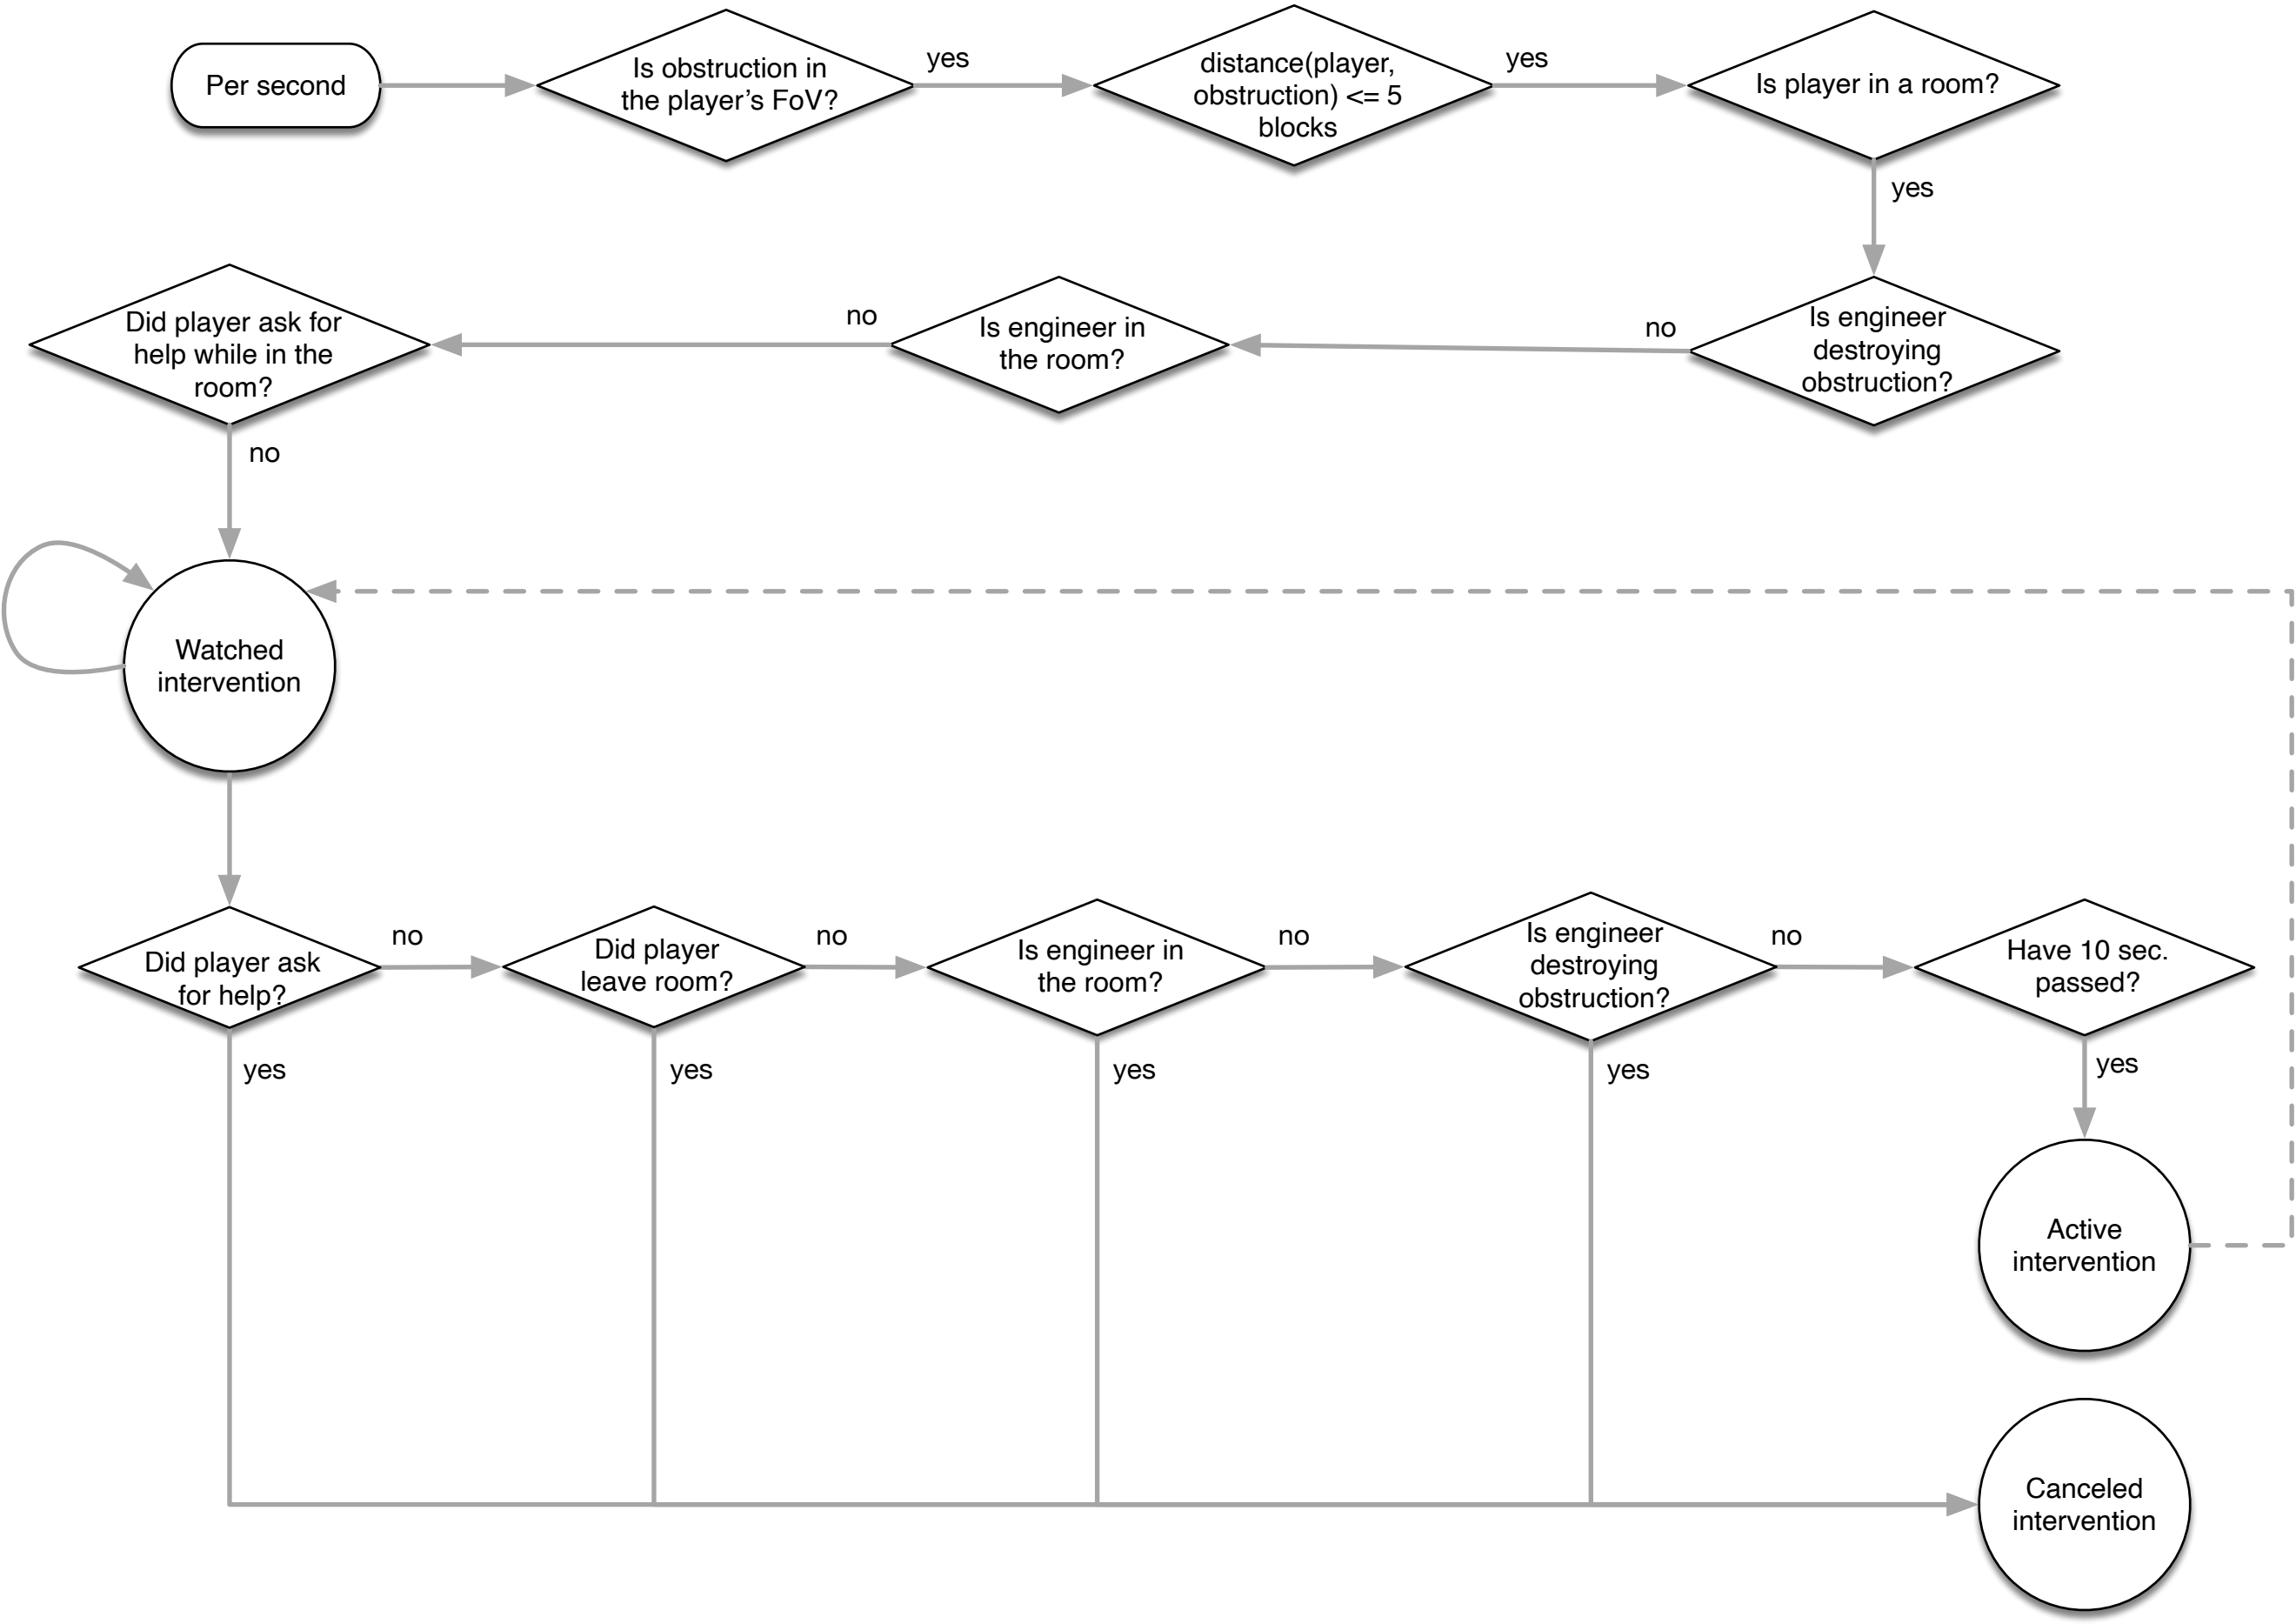 Per second
Is obstruction in
the player’s FoV?
yes
distance(player,
obstruction) <= 5
blocks
yes
Is player in a room?
yes
Is engineer
destroying
obstruction?
no
Is engineer in
the room?
no
Did player ask for
help while in the
room?
no
Watched
intervention
Did player ask
for help?
no
Did player
leave room?
no
Is engineer in
the room?
no
Is engineer
destroying
obstruction?
no
Have 10 sec.
passed?
yes
yes
yes
yes
yes
Active
intervention
Canceled
intervention